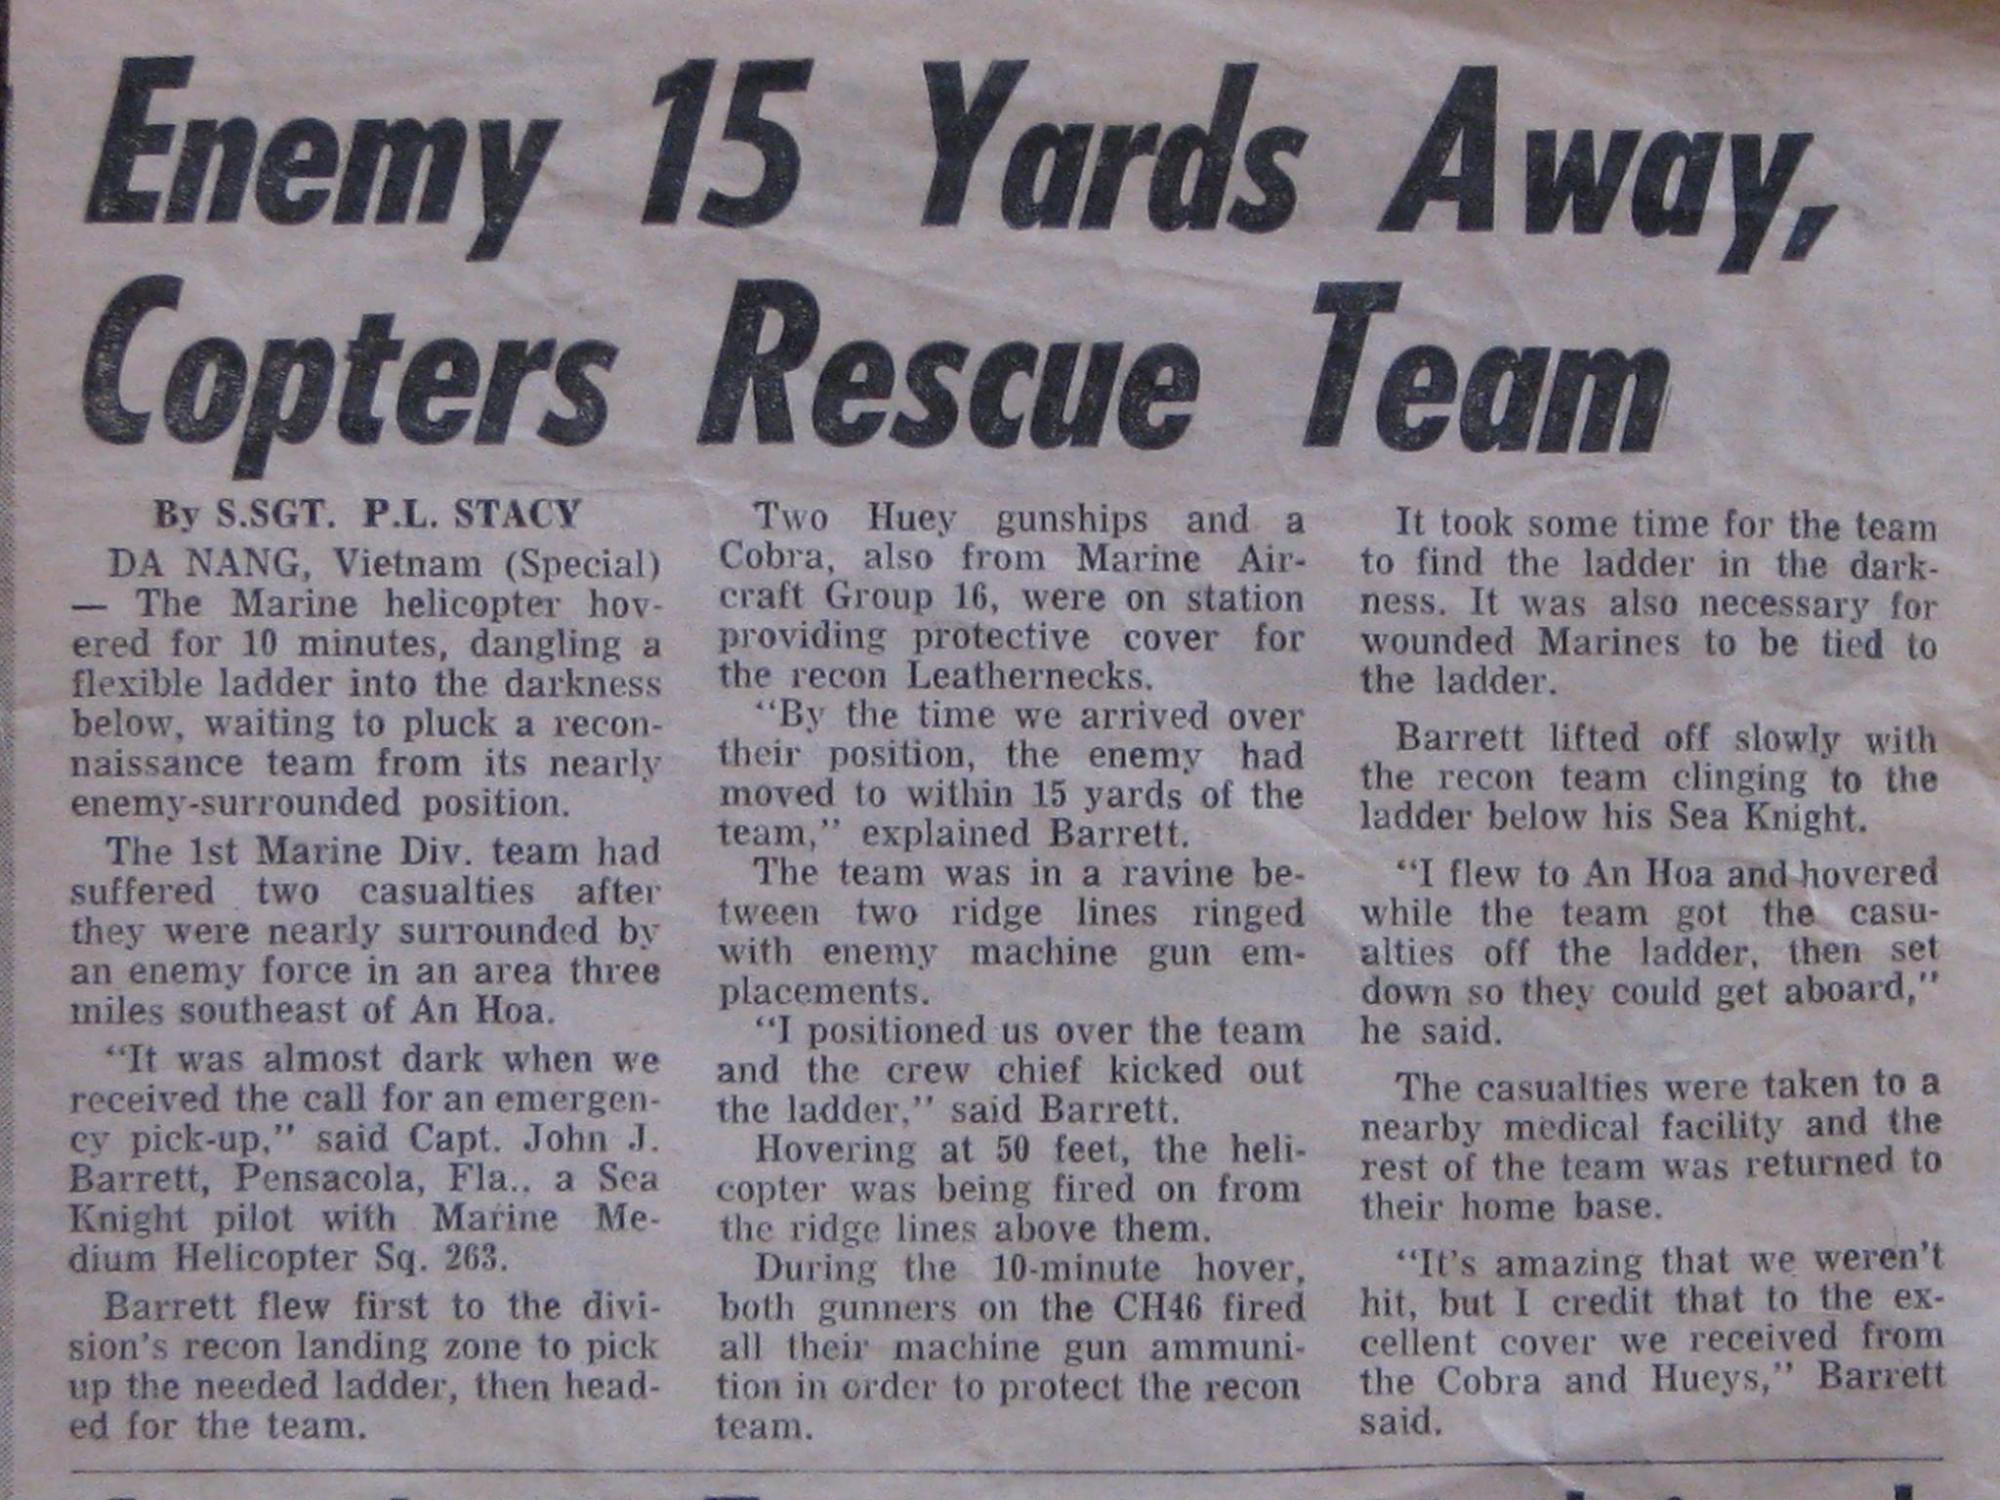 Enemy 15 Yards Away,
Copters Rescue Team
By S.SGT. P.L. STACY
DA NANG, Vietnam (Special)
— The Marine helicopter hov-
ered for 10 minutes, dangling a
flexible ladder into the darkness
below, waiting to pluck a recon-
naissance team from its nearly
enemy-surrounded position.
The 1st Marine Div. team had
suffered two casualties after
they were nearly surrounded by
an enemy force in an area three
miles southeast of An Hoa.
"It was almost dark when we
received the call for an emergen-
cy pick-up," said Capt. John J.
Barrett, Pensacola, Fla., a Sea
Knight pilot with Marine Me-
dium Helicopter Sq. 263.
Barrett flew first to the divi-
sion's recon landing zone to pick
up the needed ladder, then head-
ed for the team.
Two Huey gunships and a
Cobra, also from Marine Air-
craft Group 16, were on station
providing protective cover for
the recon Leathernecks.
"By the time we arrived over
their position, the enemy had
moved to within 15 yards of the
team," explained Barrett.
The team was in a ravine be-
tween two ridge lines ringed
with enemy machine gun em-
placements.
"I positioned us over the team
and the crew chief kicked out
the ladder," said Barrett.
Hovering at 50 feet, the heli-
copter was being fired on from
the ridge lines above them.
During the 10-minute hover,
both gunners on the CH46 fired
all their machine gun ammuni-
tion in order to protect the recon
team.
It took some time for the team
to find the ladder in the dark-
ness. It was also necessary for
wounded Marines to be tied to
the ladder.
Barrett lifted off slowly with
the recon team clinging to the
ladder below his Sea Knight.
"I flew to An Hoa and hovered
while the team got the casu-
alties off the ladder, then set
down so they could get aboard,"
he said.
The casualties were taken to a
nearby medical facility and the
rest of the team was returned to
their home base.
"It's amazing that we weren't
hit, but I credit that to the ex-
cellent cover we received from
the Cobra and Hueys," Barrett
said.